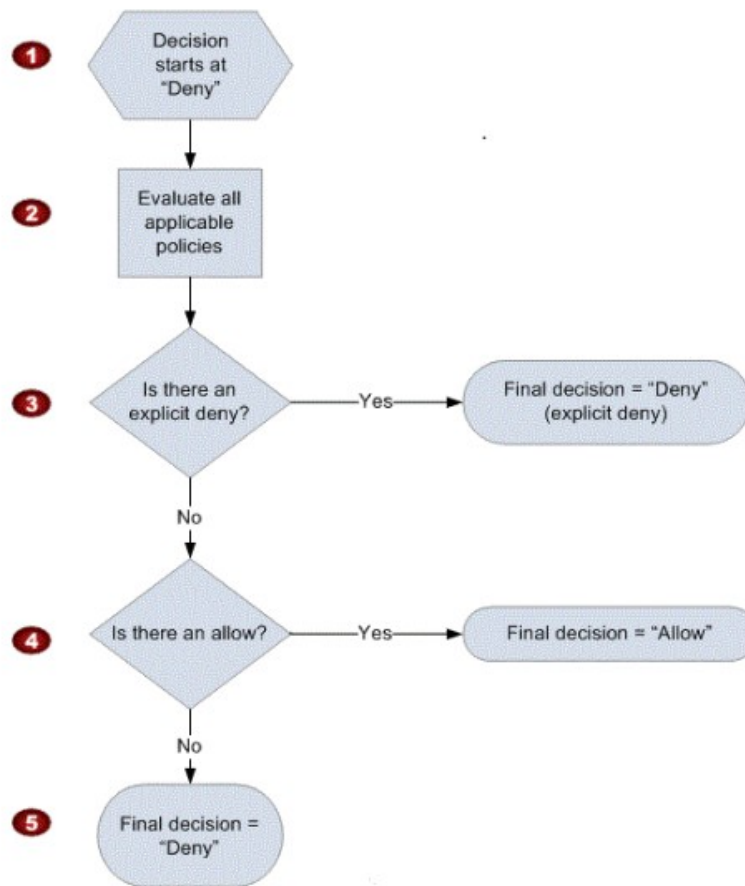 1
Decision
starts at
“Deny”
2
Evaluate all
applicable
policies
3
Is there an
explicit deny?
Yes
Final decision = “Deny”
(explicit deny)
No
4
Is there an allow?
Yes
Final decision = “Allow”
No
5
Final decision =
“Deny”